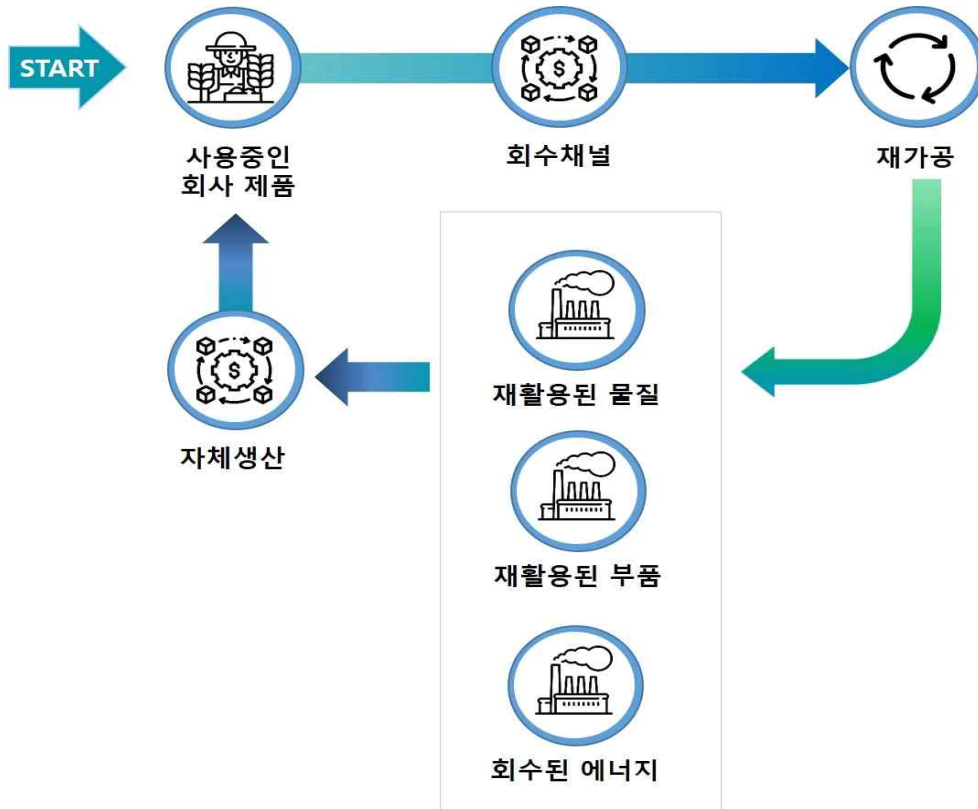 START
사용중인
회사 제품
회수채널
재가공
재활용된 물질
자체생산
재활용된 부품
회수된 에너지